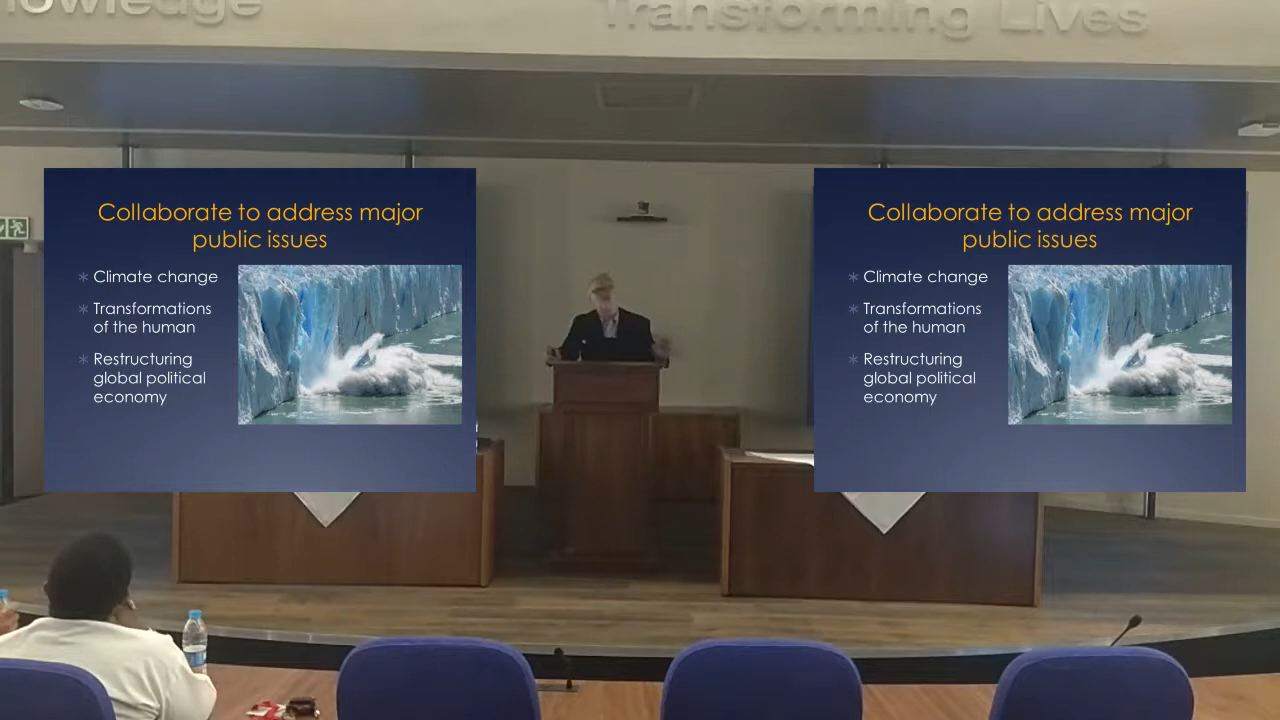 nowledge
Transforming Lives
Collaborate to address major
public issues
Climate change
Transformations
of the human
Restructuring
global political
economy
Collaborate to address major
public issues
Climate change
Transformations
of the human
Restructuring
global political
economy